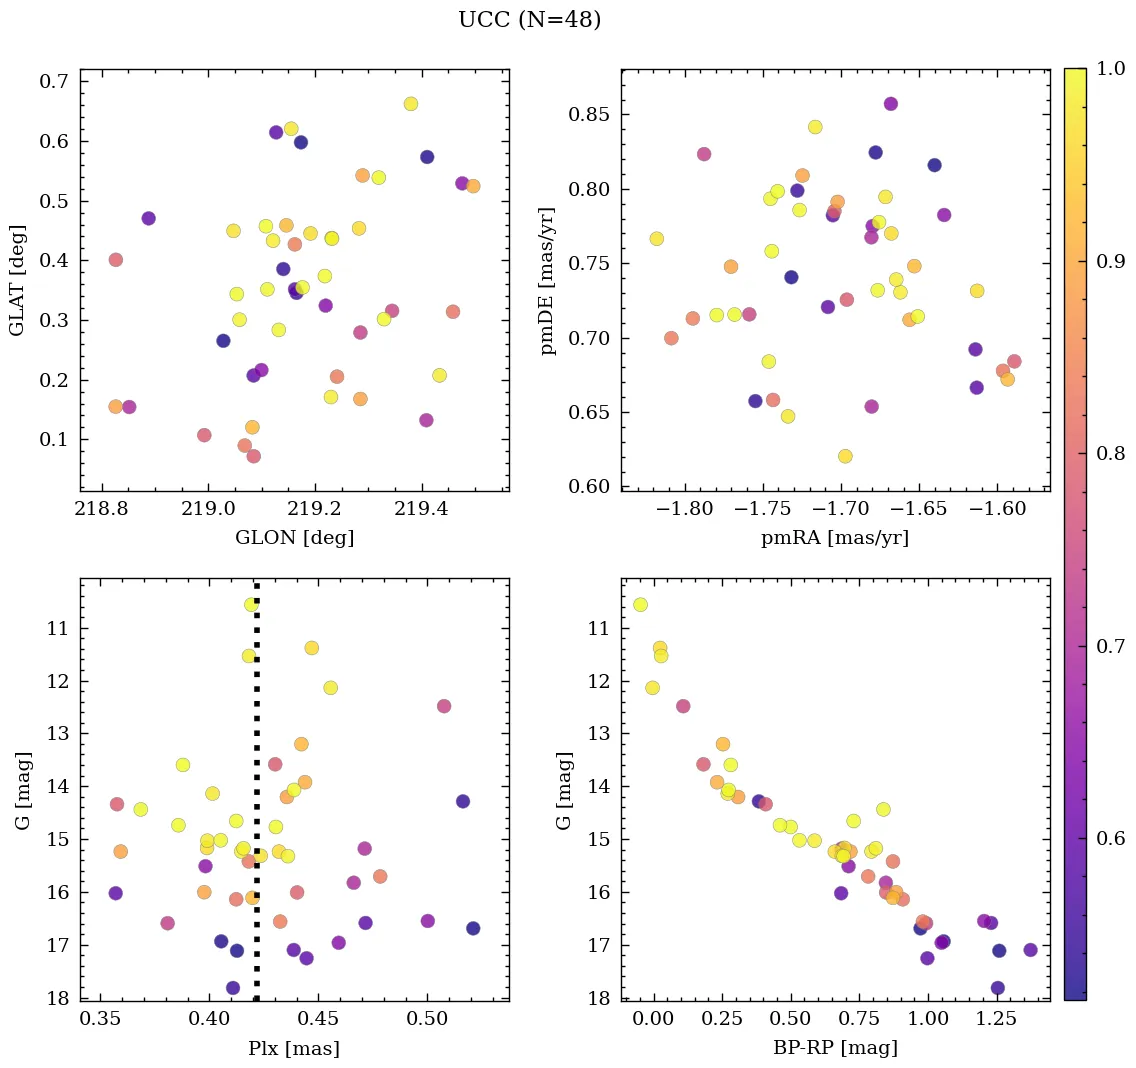 UCC (N=48)
0.7
0.6
0.5
0.4
0.3
0.2
0.1
GLAT [deg]
218.8 219.0 219.2 219.4
GLON [deg]
0.85
0.80
0.75
0.70
0.65
0.60
pmDE [mas/yr]
−1.80 −1.75 −1.70 −1.65 −1.60
pmRA [mas/yr]
1.0
0.9
0.8
0.7
0.6
11
12
13
14
15
16
17
18
G [mag]
0.35 0.40 0.45 0.50
Plx [mas]
11
12
13
14
15
16
17
18
G [mag]
0.00 0.25 0.50 0.75 1.00 1.25
BP-RP [mag]